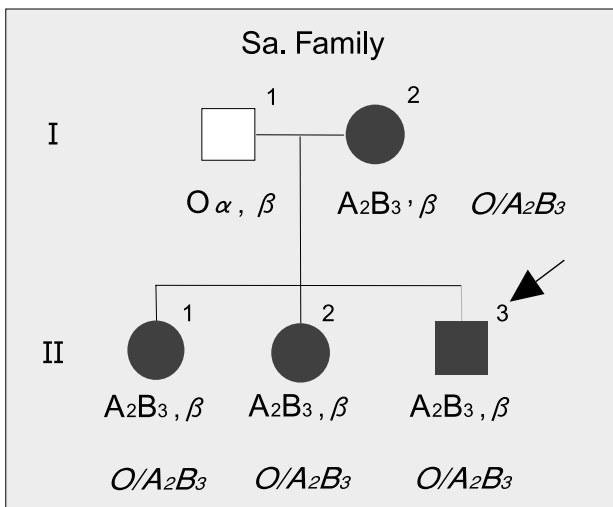 Sa. Family
1 2
I
O α , β A₂B₃ , β O/A₂B₃
1 2 3
II
A₂B₃ , β A₂B₃ , β A₂B₃ , β
O/A₂B₃ O/A₂B₃ O/A₂B₃